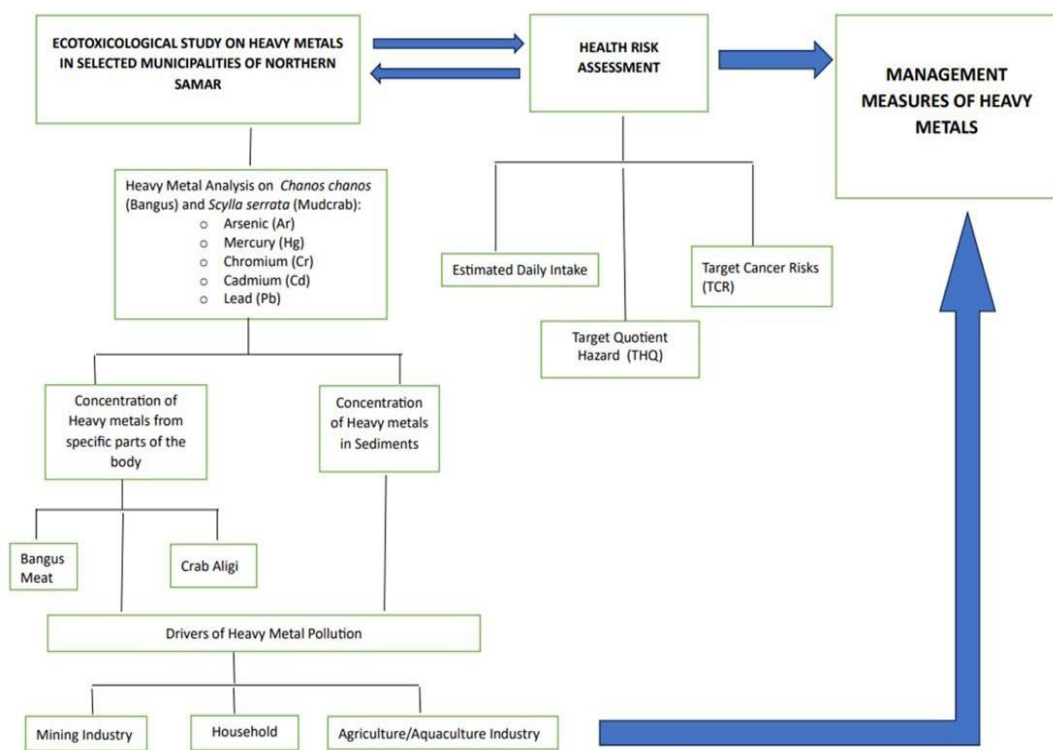 ECOTOXICOLOGICAL STUDY ON HEAVY METALS
IN SELECTED MUNICIPALITIES OF NORTHERN
SAMAR
HEALTH RISK
ASSESSMENT
MANAGEMENT
MEASURES OF HEAVY
METALS
Heavy Metal Analysis on Chanos chanos
(Bangus) and Scylla serrata (Mudcrab):
o Arsenic (Ar)
o Mercury (Hg)
o Chromium (Cr)
o Cadmium (Cd)
o Lead (Pb)
Estimated Daily Intake
Target Cancer Risks
(TCR)
Target Quotient
Hazard (THQ)
Concentration of
Heavy metals from
specific parts of the
body
Concentration
of Heavy metals
in Sediments
Bangus
Meat
Crab Aligi
Drivers of Heavy Metal Pollution
Mining Industry
Household
Agriculture/Aquaculture Industry